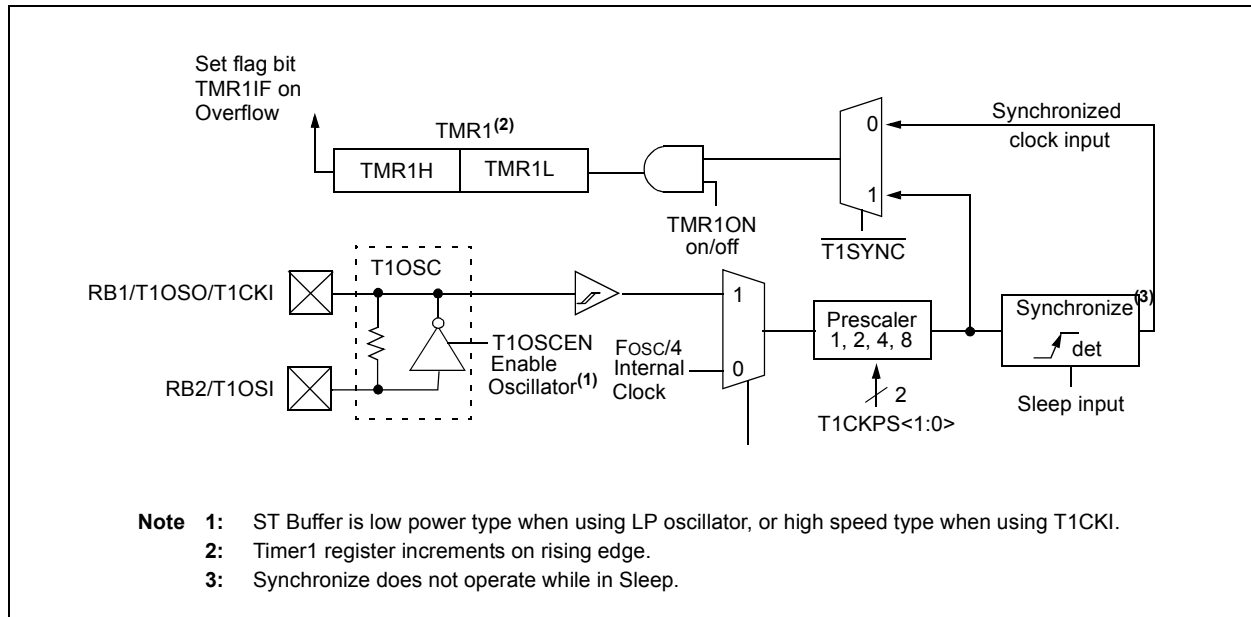 Set flag bit
TMR1IF on
Overflow
TMR1(2)
TMR1H TMR1L
0
1
Synchronized
clock input
TMR1ON
on/off
T1SYNC
T1OSC
RB1/T1OSO/T1CKI
RB2/T1OSI
T1OSCEN
Enable
Oscillator(1)
FOSC/4
Internal
Clock
1
0
Prescaler
1, 2, 4, 8
2
T1CKPS<1:0>
Synchronize(3)
det
Sleep input
Note 1: ST Buffer is low power type when using LP oscillator, or high speed type when using T1CKI.
2: Timer1 register increments on rising edge.
3: Synchronize does not operate while in Sleep.